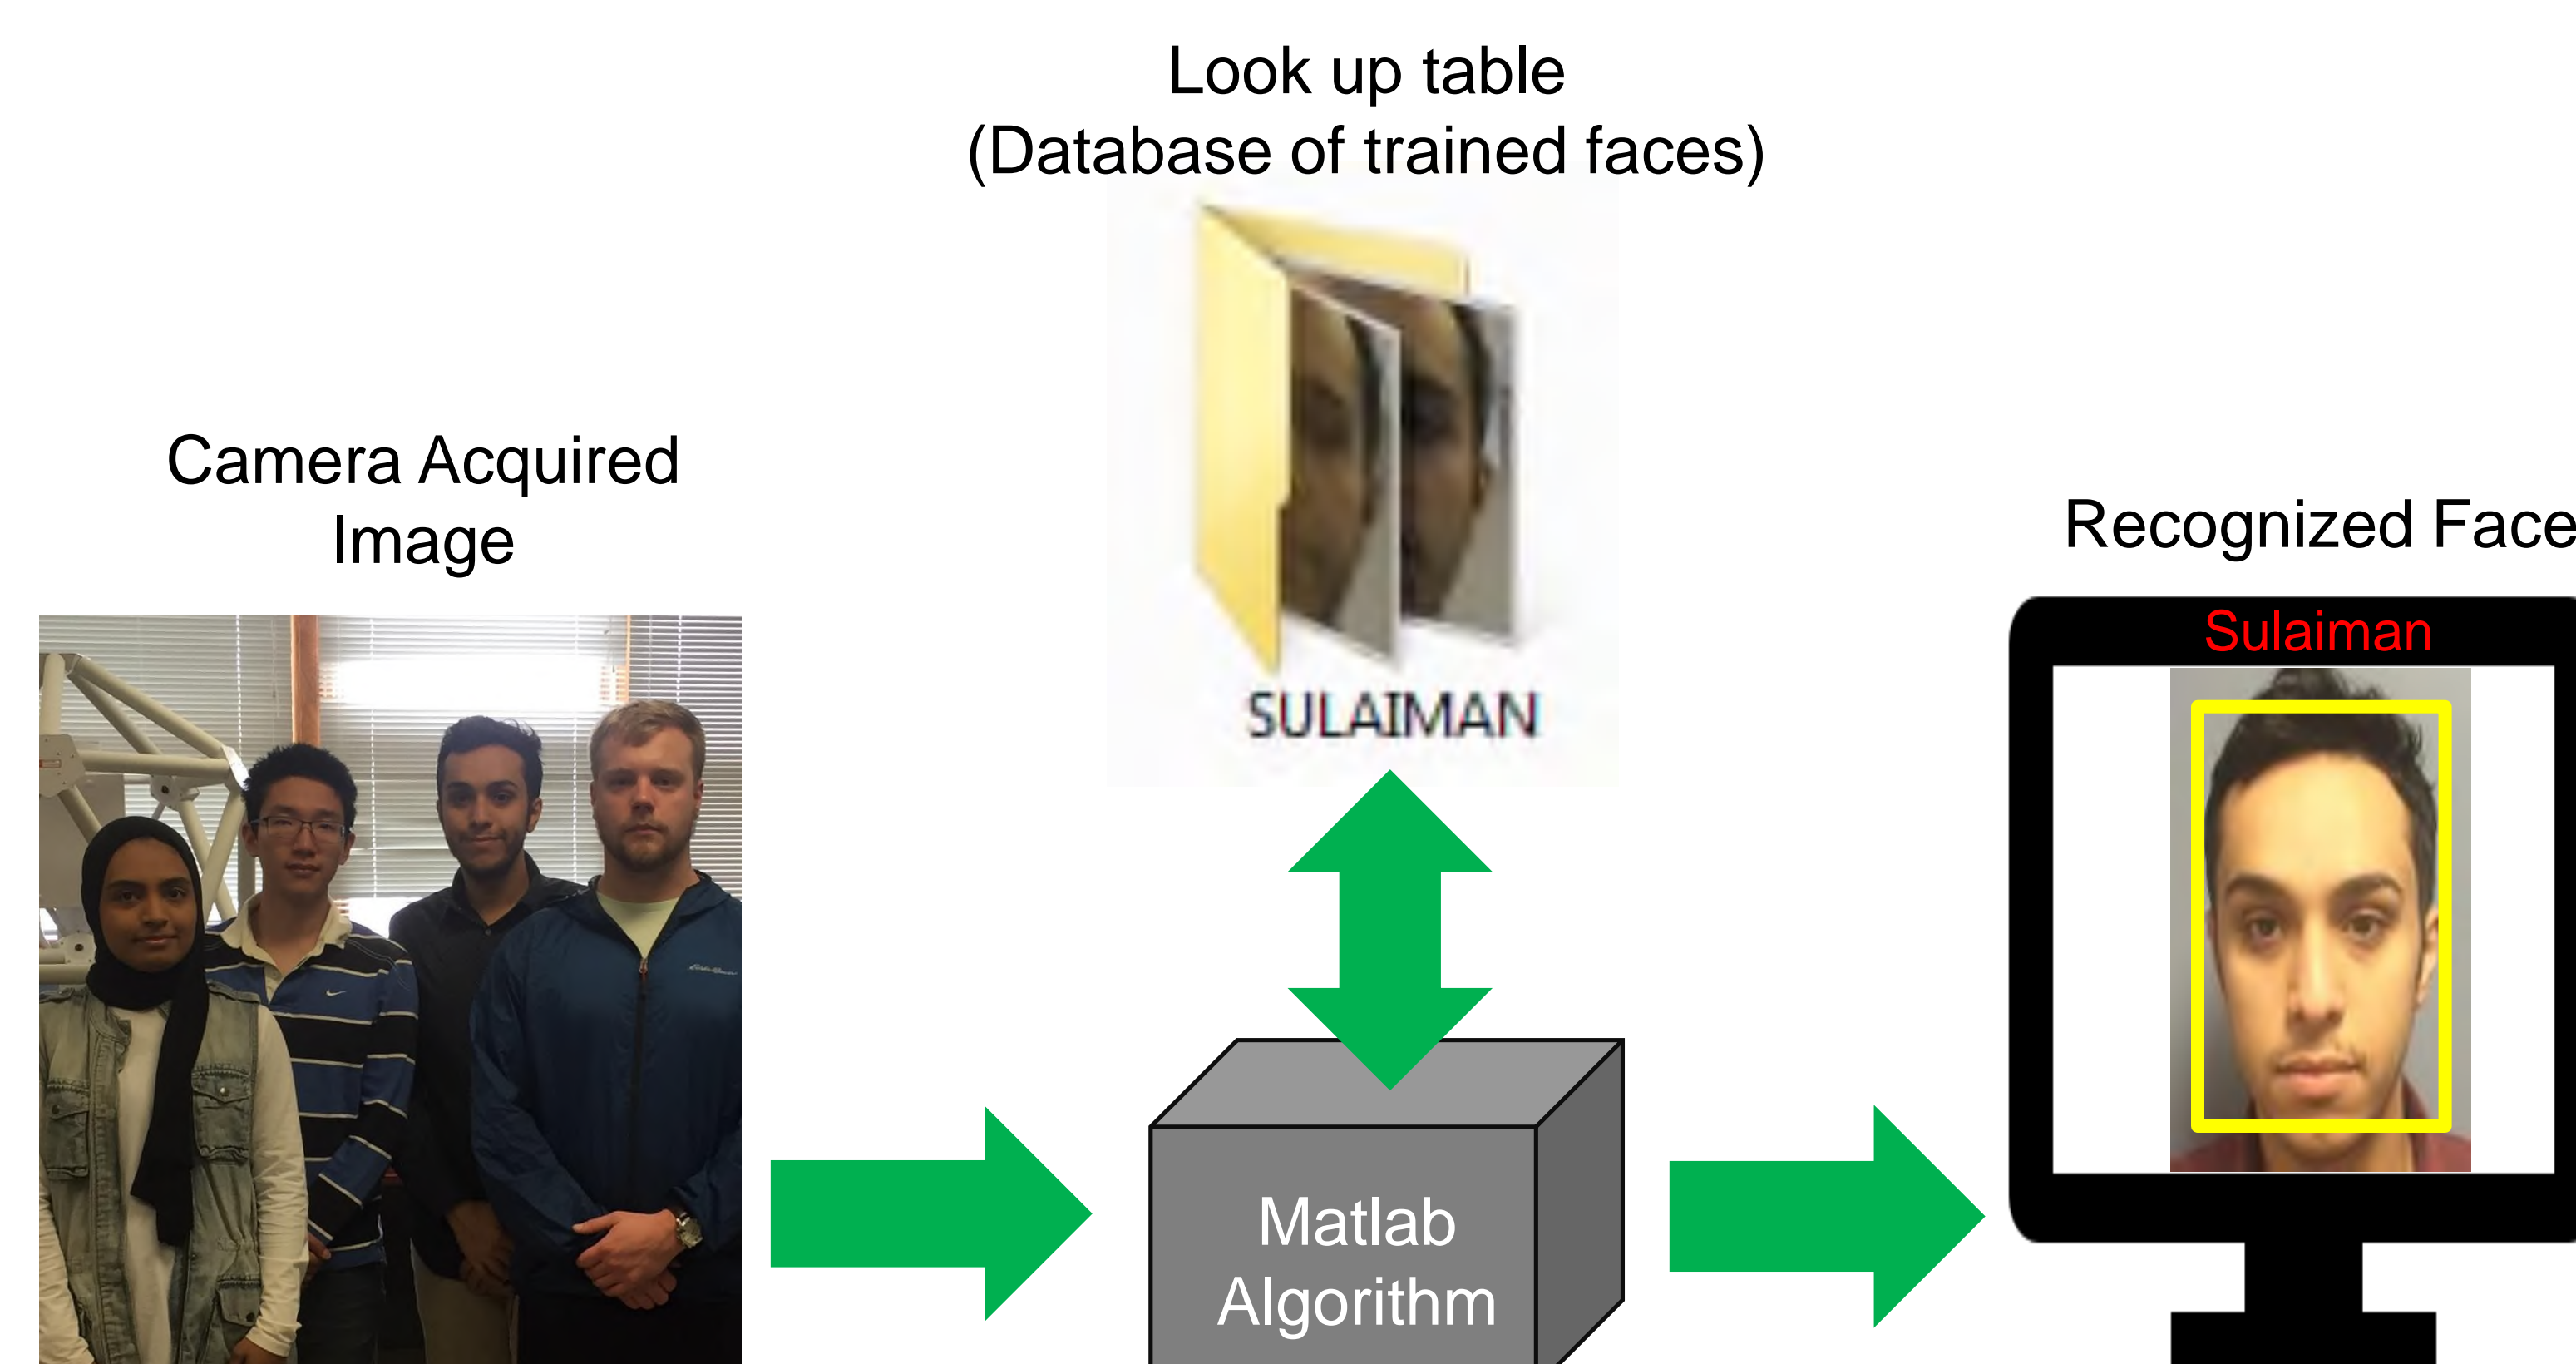 Look up table
(Database of trained faces)
SULAIMAN
Camera Acquired
Image
Matlab
Algorithm
Recognized Face
Sulaiman